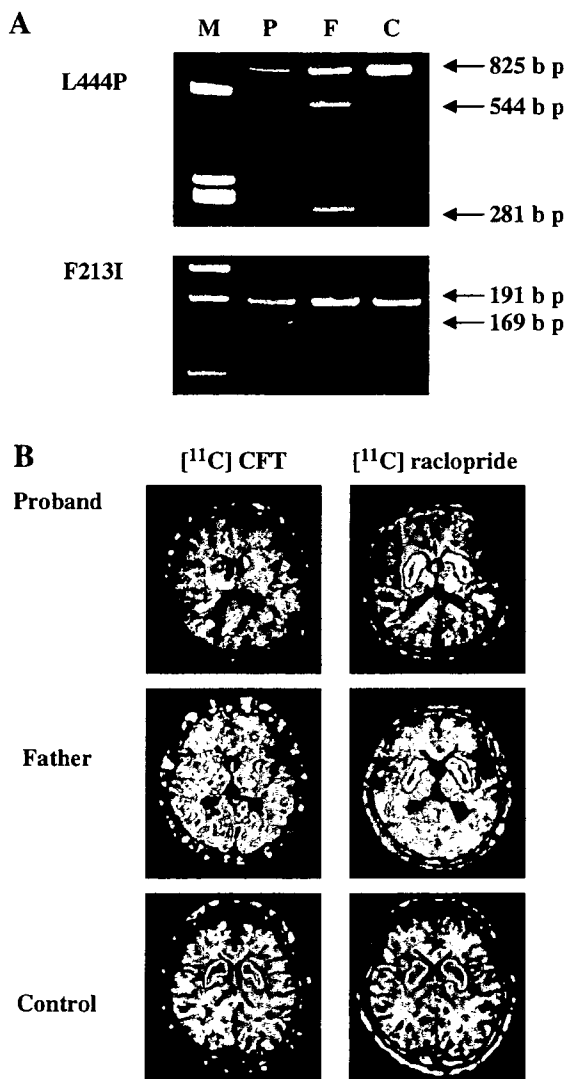 A
M P F C
L444P
825 b p
544 b p
281 b p
F213I
191 b p
169 b p
B
[¹¹C] CFT [¹¹C] raclopride
Proband
Father
Control